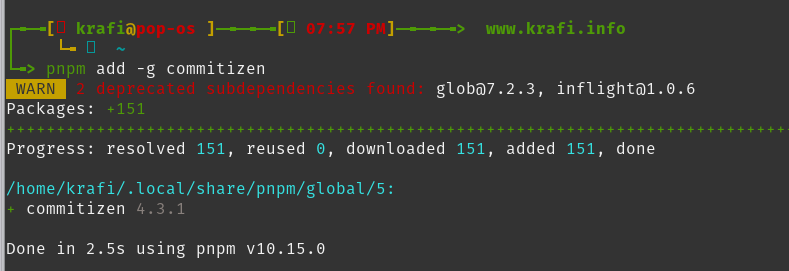 [ krafi@pop-os ]—[ 07:57 PM]—> www.krafi.info
~
> pnpm add -g commitizen
WARN 2 deprecated subdependencies found: glob@7.2.3, inflight@1.0.6
Packages: +151
+++++++++++++++++++++++++++++++++++++++++++++++++++++++++++++++++++++++++++++++
Progress: resolved 151, reused 0, downloaded 151, added 151, done
/home/krafi/.local/share/pnpm/global/5:
+ commitizen 4.3.1
Done in 2.5s using pnpm v10.15.0